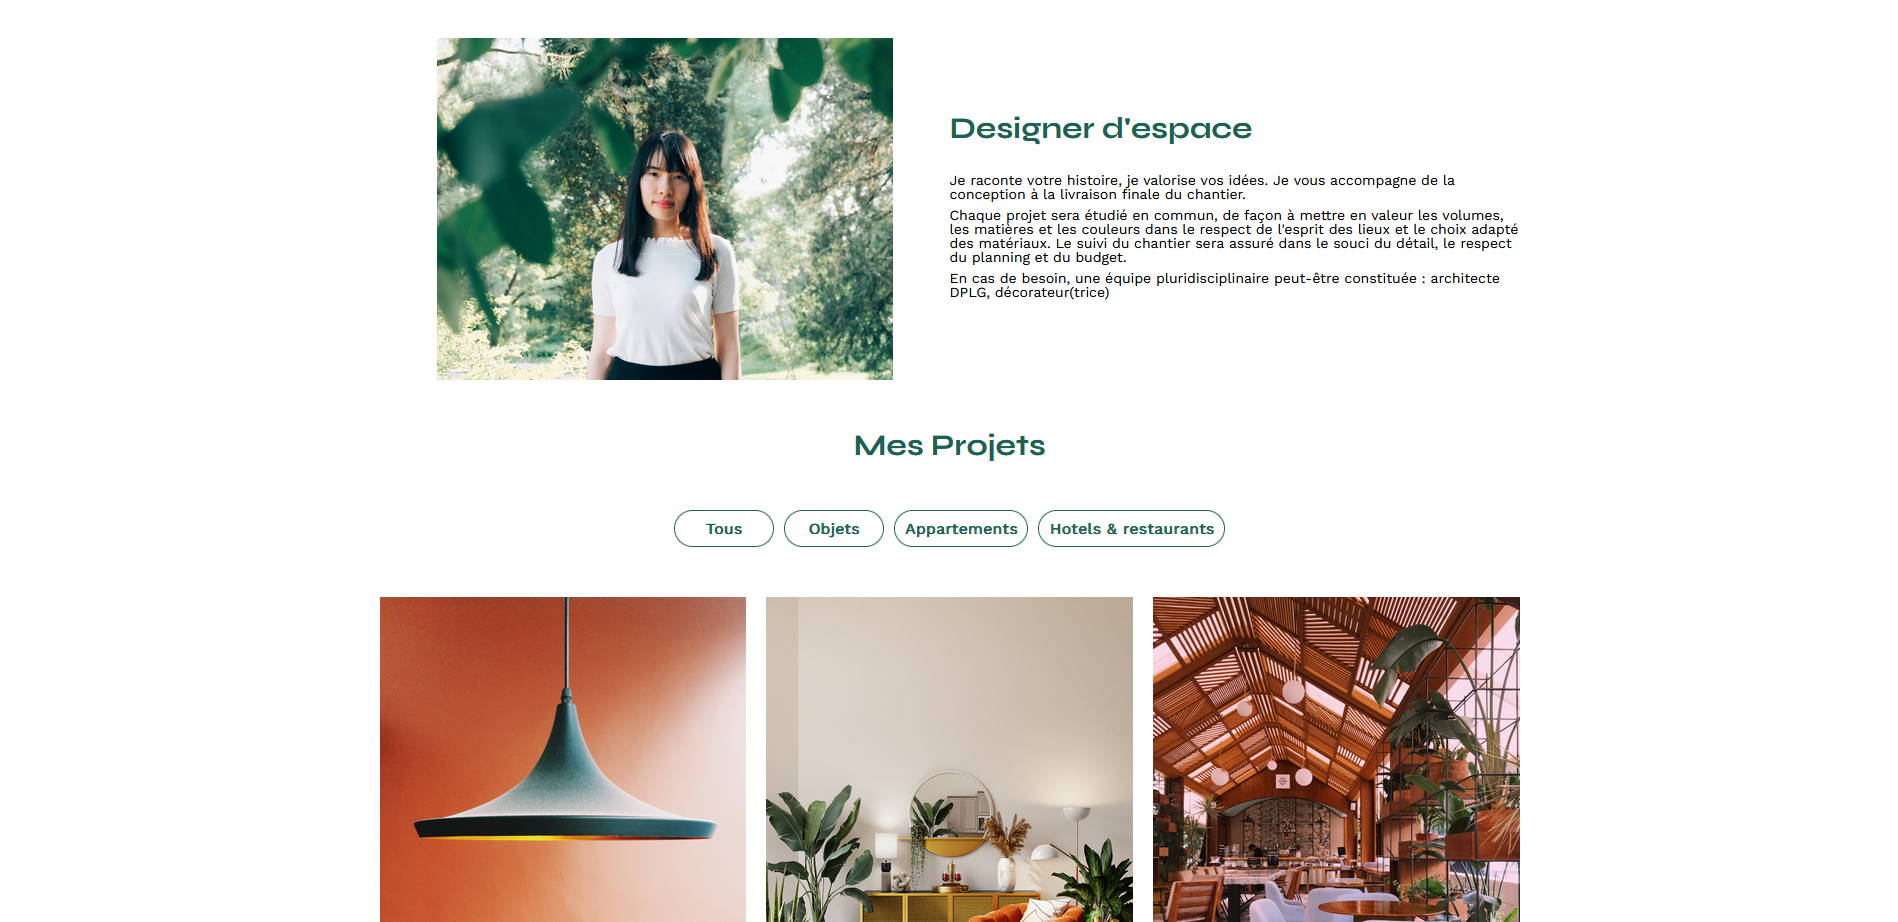 Designer d'espace
Je raconte votre histoire, je valorise vos idées. Je vous accompagne de la
conception à la livraison finale du chantier.
Chaque projet sera étudié en commun, de façon à mettre en valeur les volumes,
les matières et les couleurs dans le respect de l'esprit des lieux et le choix adapté
des matériaux. Le suivi du chantier sera assuré dans le souci du détail, le respect
du planning et du budget.
En cas de besoin, une équipe pluridisciplinaire peut-être constituée : architecte
DPLG, décorateur(trice)
Mes Projets
Tous
Objets
Appartements
Hotels & restaurants